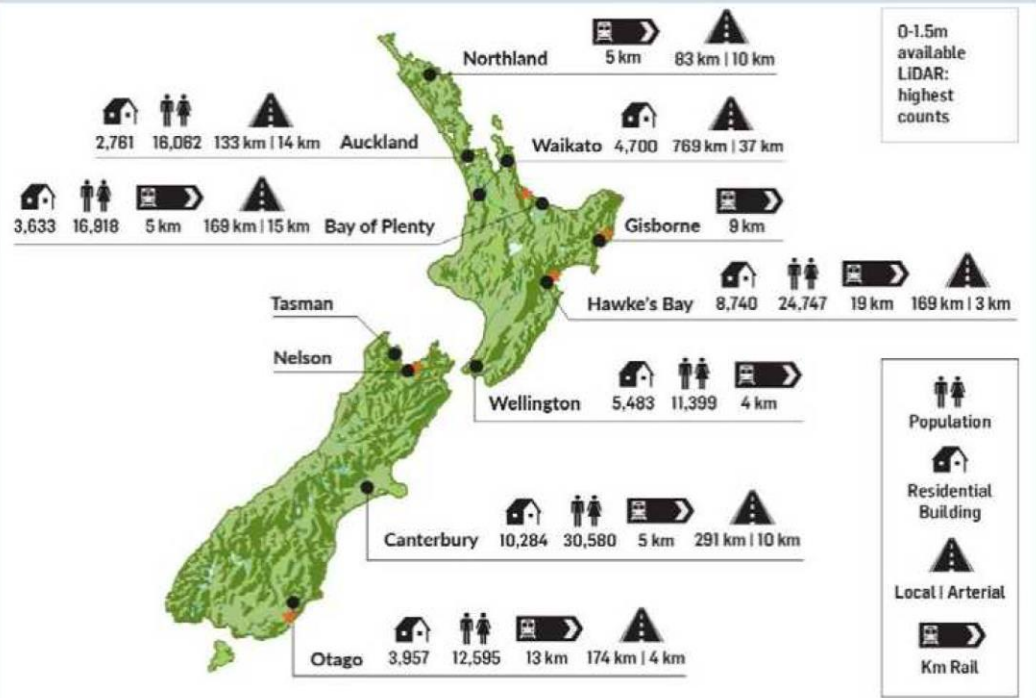 Northland 5 km 83 km | 10 km
0-1.5m
available
LiDAR:
highest
counts
2,761 16,062 133 km | 14 km Auckland
Waikato 4,700 769 km | 37 km
3,633 16,918 5 km 169 km | 15 km Bay of Plenty
Gisborne 9 km
Hawke's Bay 8,740 24,747 19 km 169 km | 3 km
Tasman
Nelson
Wellington 5,483 11,399 4 km
Canterbury 10,284 30,580 5 km 291 km | 10 km
Otago 3,957 12,595 13 km 174 km | 4 km
Population
Residential
Building
Local | Arterial
Km Rail